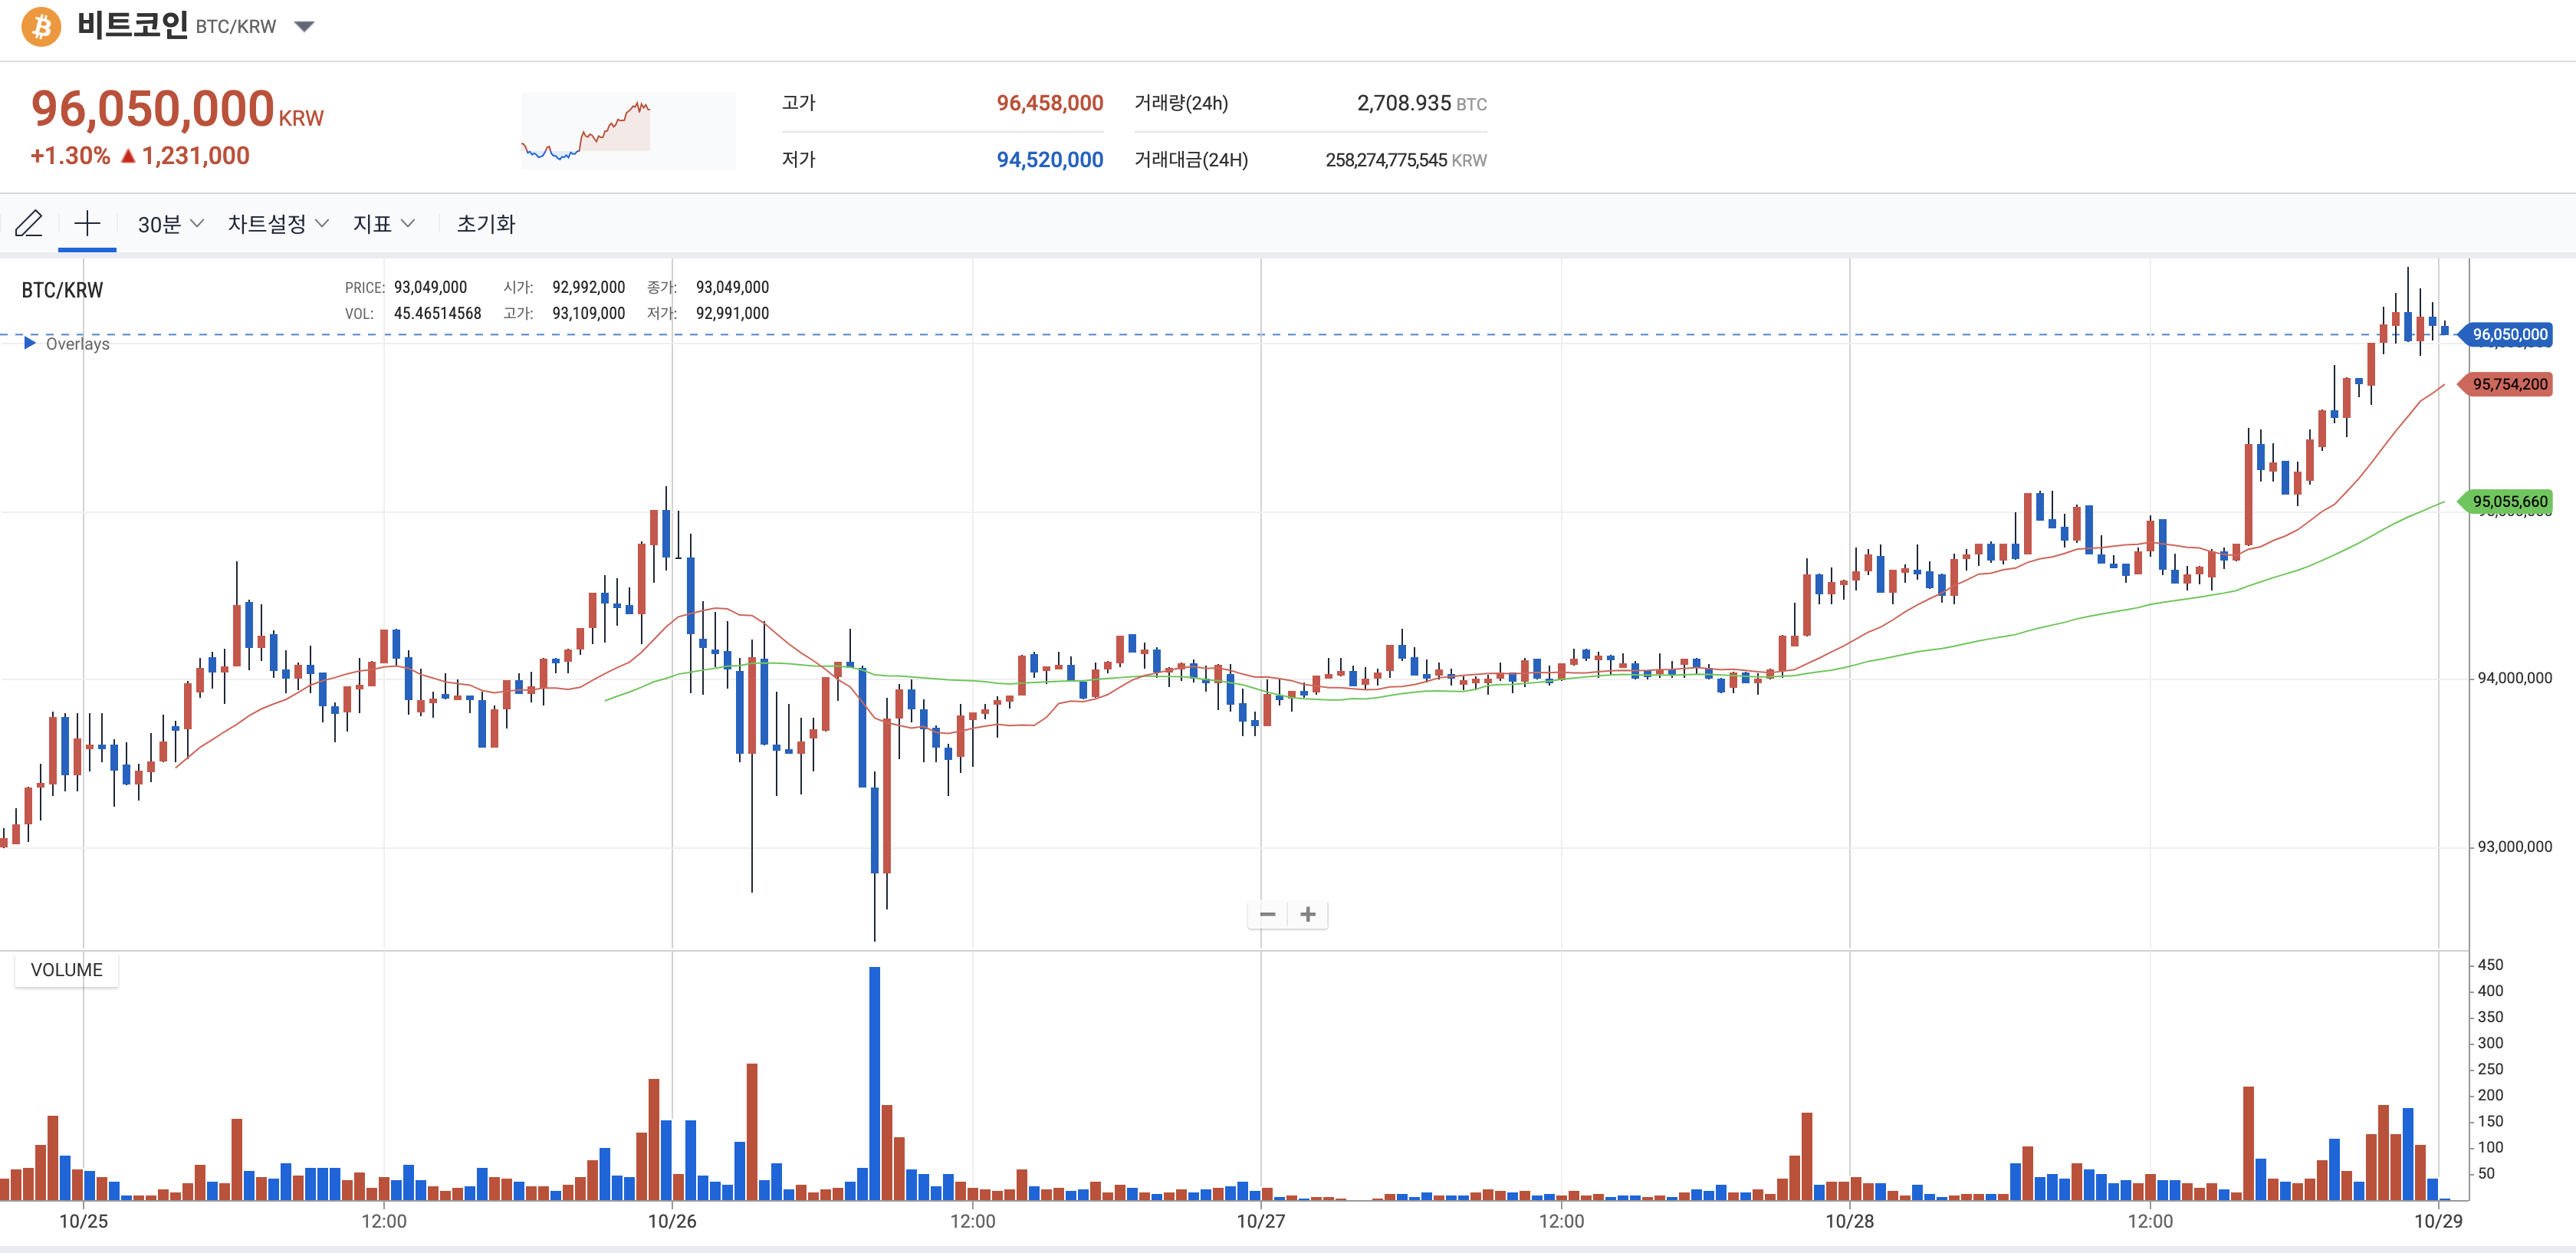 비트코인 BTC/KRW
96,050,000 KRW
+1.30% ▲ 1,231,000
고가 96,458,000 거래량(24h) 2,708.935 BTC
저가 94,520,000 거래대금(24H) 258,274,775,545 KRW
30분 차트설정 지표 초기화
BTC/KRW
PRICE: 93,049,000 시가: 92,992,000 종가: 93,049,000
VOL: 45.46514568 고가: 93,109,000 저가: 92,991,000
Overlays
96,050,000
95,754,200
95,055,660
94,000,000
93,000,000
VOLUME
450
400
350
300
250
200
150
100
50
10/25 12:00 10/26 12:00 10/27 12:00 10/28 12:00 10/29